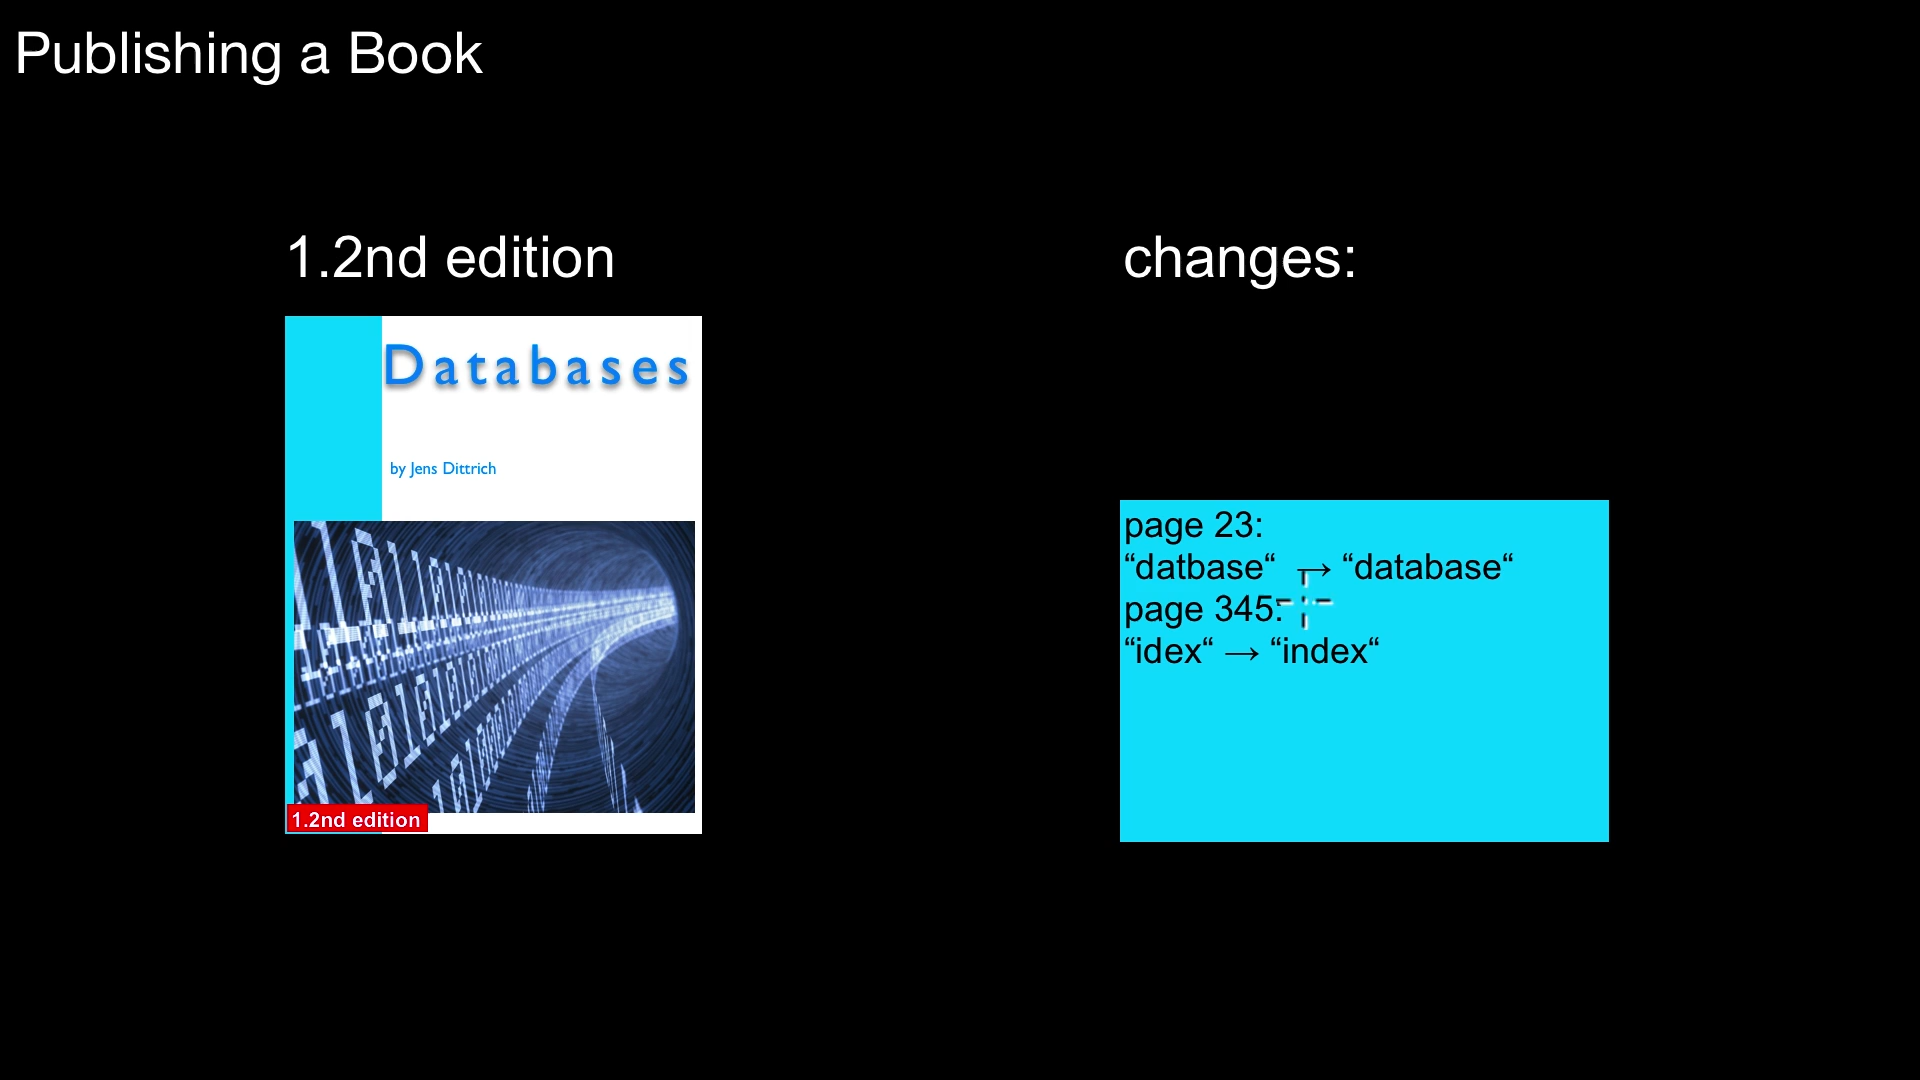 Publishing a Book
1.2nd edition
changes:
Databases
by Jens Dittrich
1.2nd edition
page 23:
“datbase“ → “database“
page 345:
“idex“ → “index“